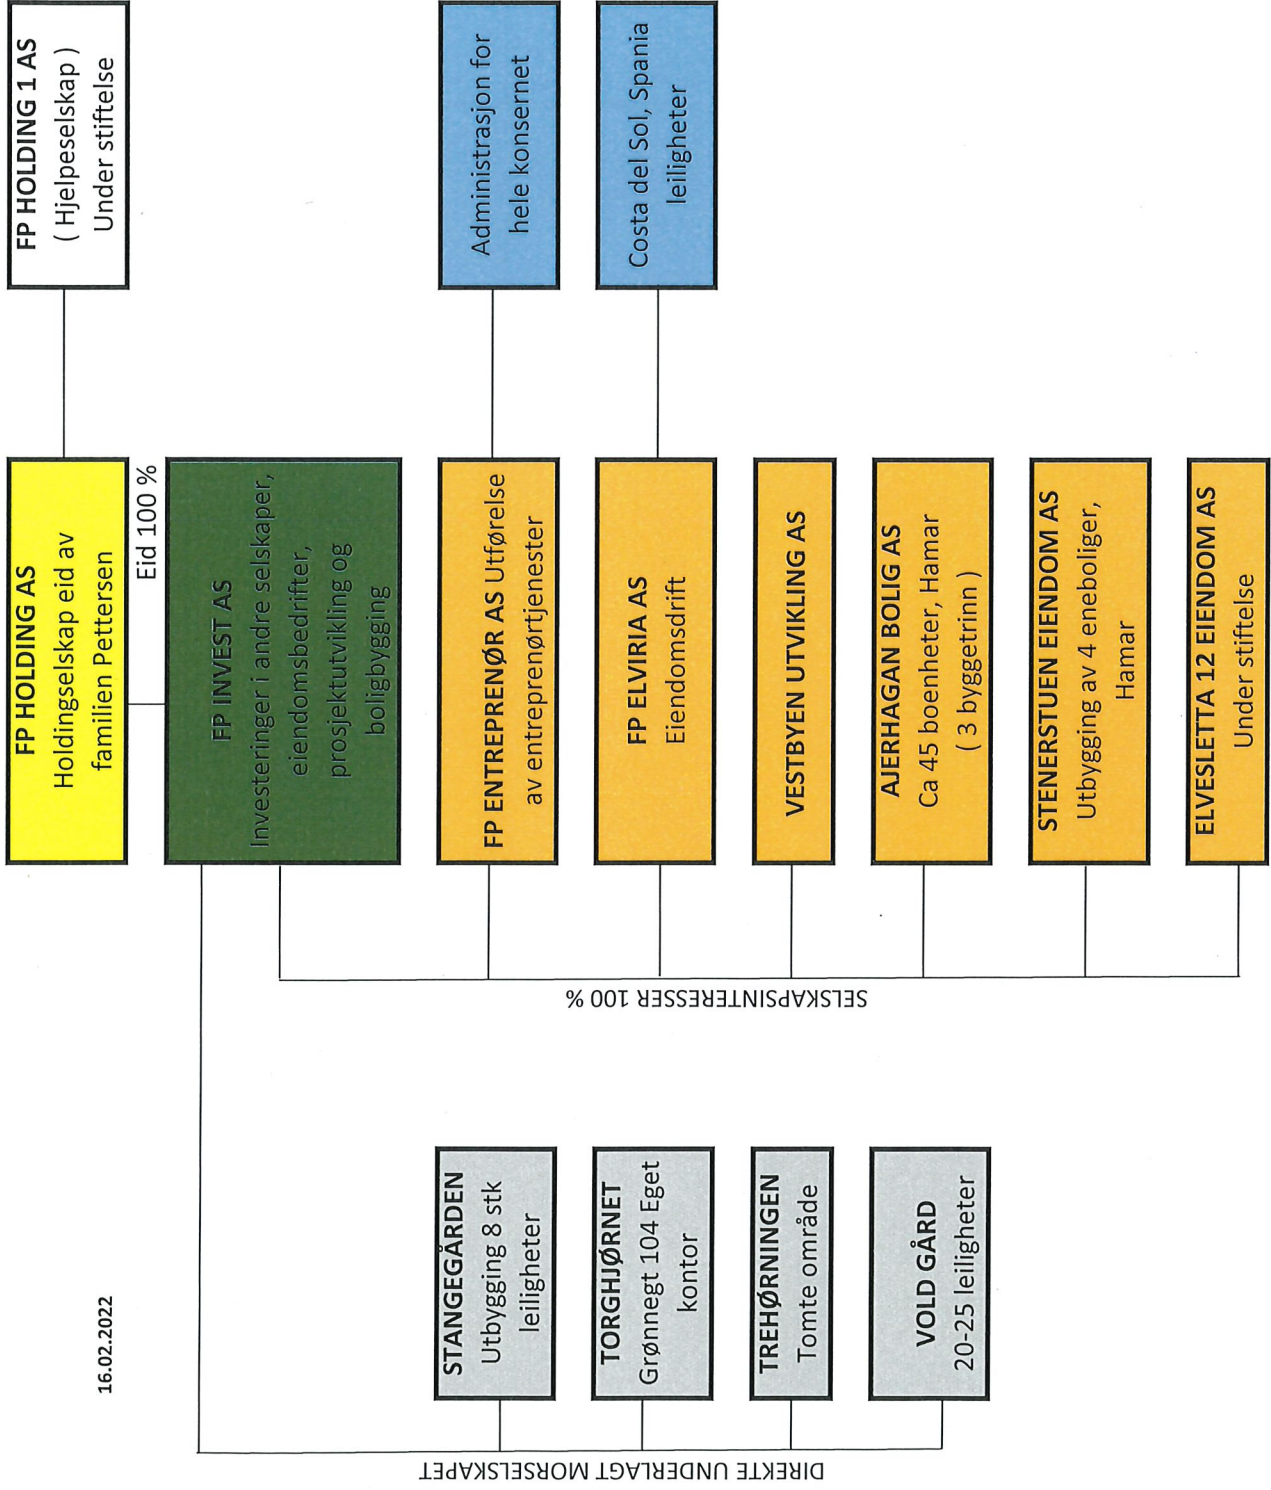 16.02.2022
FP HOLDING AS
Holdingselskap eid av
familien Pettersen
FP HOLDING 1 AS
( Hjelpeselskap )
Under stiftelse
Eid 100 %
FP INVEST AS
Investeringer i andre selskaper,
eiendomsbedrifter,
prosjektutvikling og
boligbygging
DIREKTE UNDERLAGT MORSELSKAPET
STANGEGÅRDEN
Utbygging 8 stk
leiligheter
TORGHJØRNET
Grønnegt 104 Eget
kontor
TREHØRNINGEN
Tomte område
VOLD GÅRD
20-25 leiligheter
SELSKAPSINTERESSER 100 %
FP ENTREPRENØR AS Utførelse
av entreprenørtjenester
Administrasjon for
hele konsernet
FP ELVIRIA AS
Eiendomsdrift
Costa del Sol, Spania
leiligheter
VESTBYEN UTVIKLING AS
AJERHAGAN BOLIG AS
Ca 45 boenheter, Hamar
( 3 byggetrinn )
STENERSTUEN EIENDOM AS
Utbygging av 4 eneboliger,
Hamar
ELVESLETTA 12 EIENDOM AS
Under stiftelse